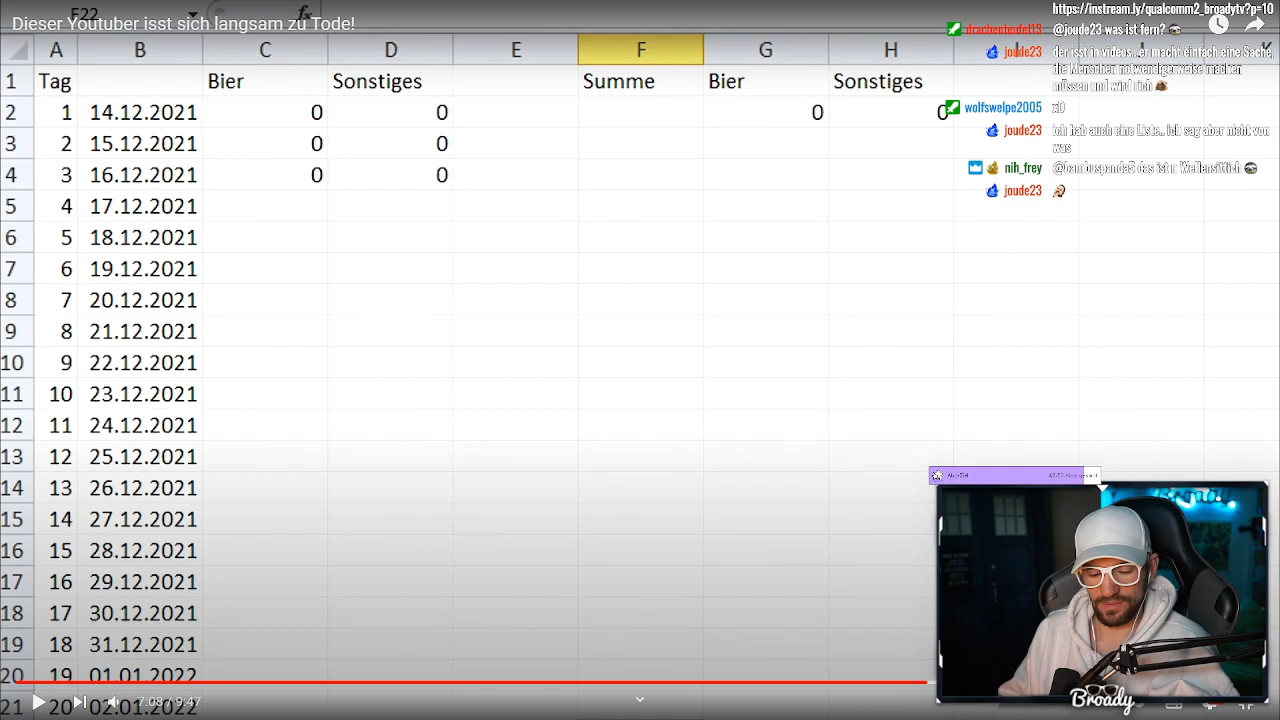 F22 fx
Dieser Youtuber isst sich langsam zu Tode!
A B C D E F G H
1 Tag Bier Sonstiges Summe Bier Sonstiges
2 1 14.12.2021 0 0 0 0
3 2 15.12.2021 0 0
4 3 16.12.2021 0 0
5 4 17.12.2021
6 5 18.12.2021
7 6 19.12.2021
8 7 20.12.2021
9 8 21.12.2021
10 9 22.12.2021
11 10 23.12.2021
12 11 24.12.2021
13 12 25.12.2021
14 13 26.12.2021
15 14 27.12.2021
16 15 28.12.2021
17 16 29.12.2021
18 17 30.12.2021
19 18 31.12.2021
20 19 01.01.2022
21 20 02.01.2022
7:08 / 9:47
https://instream.ly/qualcomm2_broadytv?p=10
drachenteufel13 @joude23 was ist fern?
joude23 der isst in videos.. er macht einfach eine Sache,
die Menschen notwendigerweise machen
müssen und wird rich
wolfswelpe2005 xD
joude23 ich hab auch eine Liste.. ick sag aber nicht von
was
nih_frey @bambuspanda5 das ist n Wellensittich
joude23
Broady